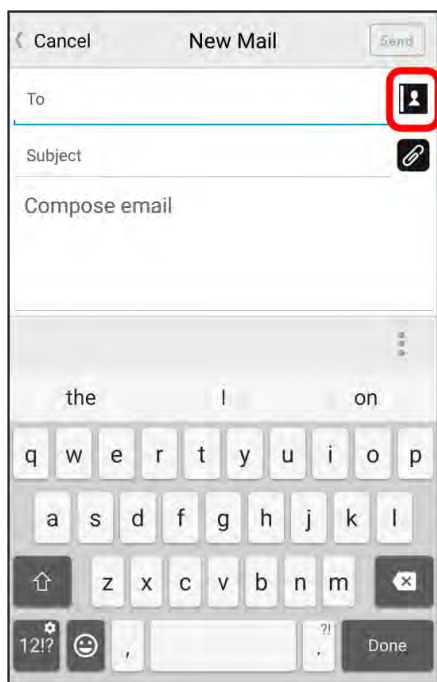 Cancel New Mail Send
To
Subject
Compose email
the I on
q w e r t y u i o p
a s d f g h j k l
z x c v b n m
12!? , ?! . Done